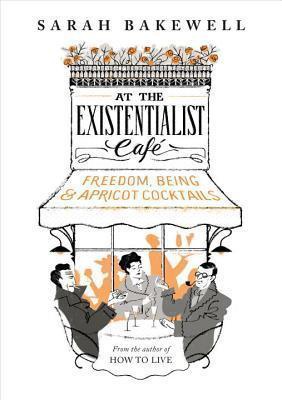 SARAH BAKEWELL
AT THE
EXISTENTIALIST
Café
FREEDOM, BEING
& APRICOT COCKTAILS
From the author of
HOW TO LIVE